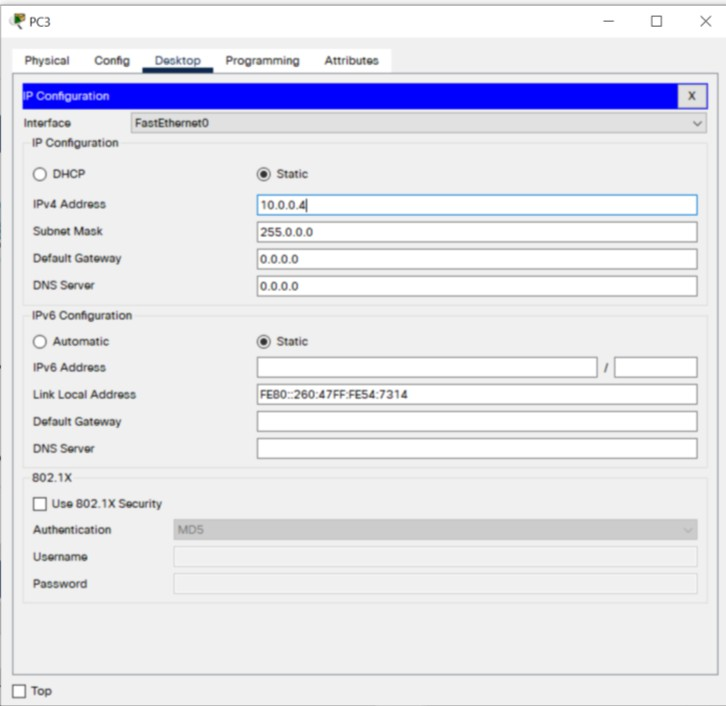 PC3
Physical Config Desktop Programming Attributes
IP Configuration X
Interface FastEthernet0
IP Configuration
DHCP Static
IPv4 Address 10.0.0.4
Subnet Mask 255.0.0.0
Default Gateway 0.0.0.0
DNS Server 0.0.0.0
IPv6 Configuration
Automatic Static
IPv6 Address /
Link Local Address FE80::260:47FF:FE54:7314
Default Gateway
DNS Server
802.1X
Use 802.1X Security
Authentication MD5
Username
Password
Top